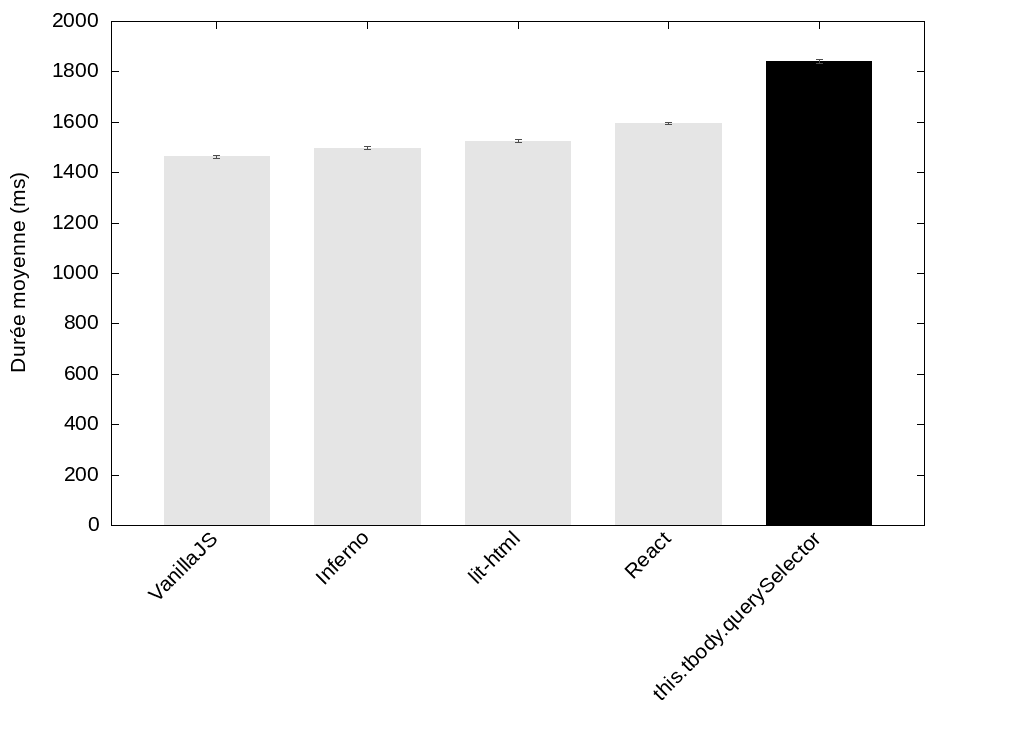 2000
1800
1600
1400
1200
1000
800
600
400
200
0
Durée moyenne (ms)
VanillaJS
Inferno
lit-html
React
this.tbody.querySelector